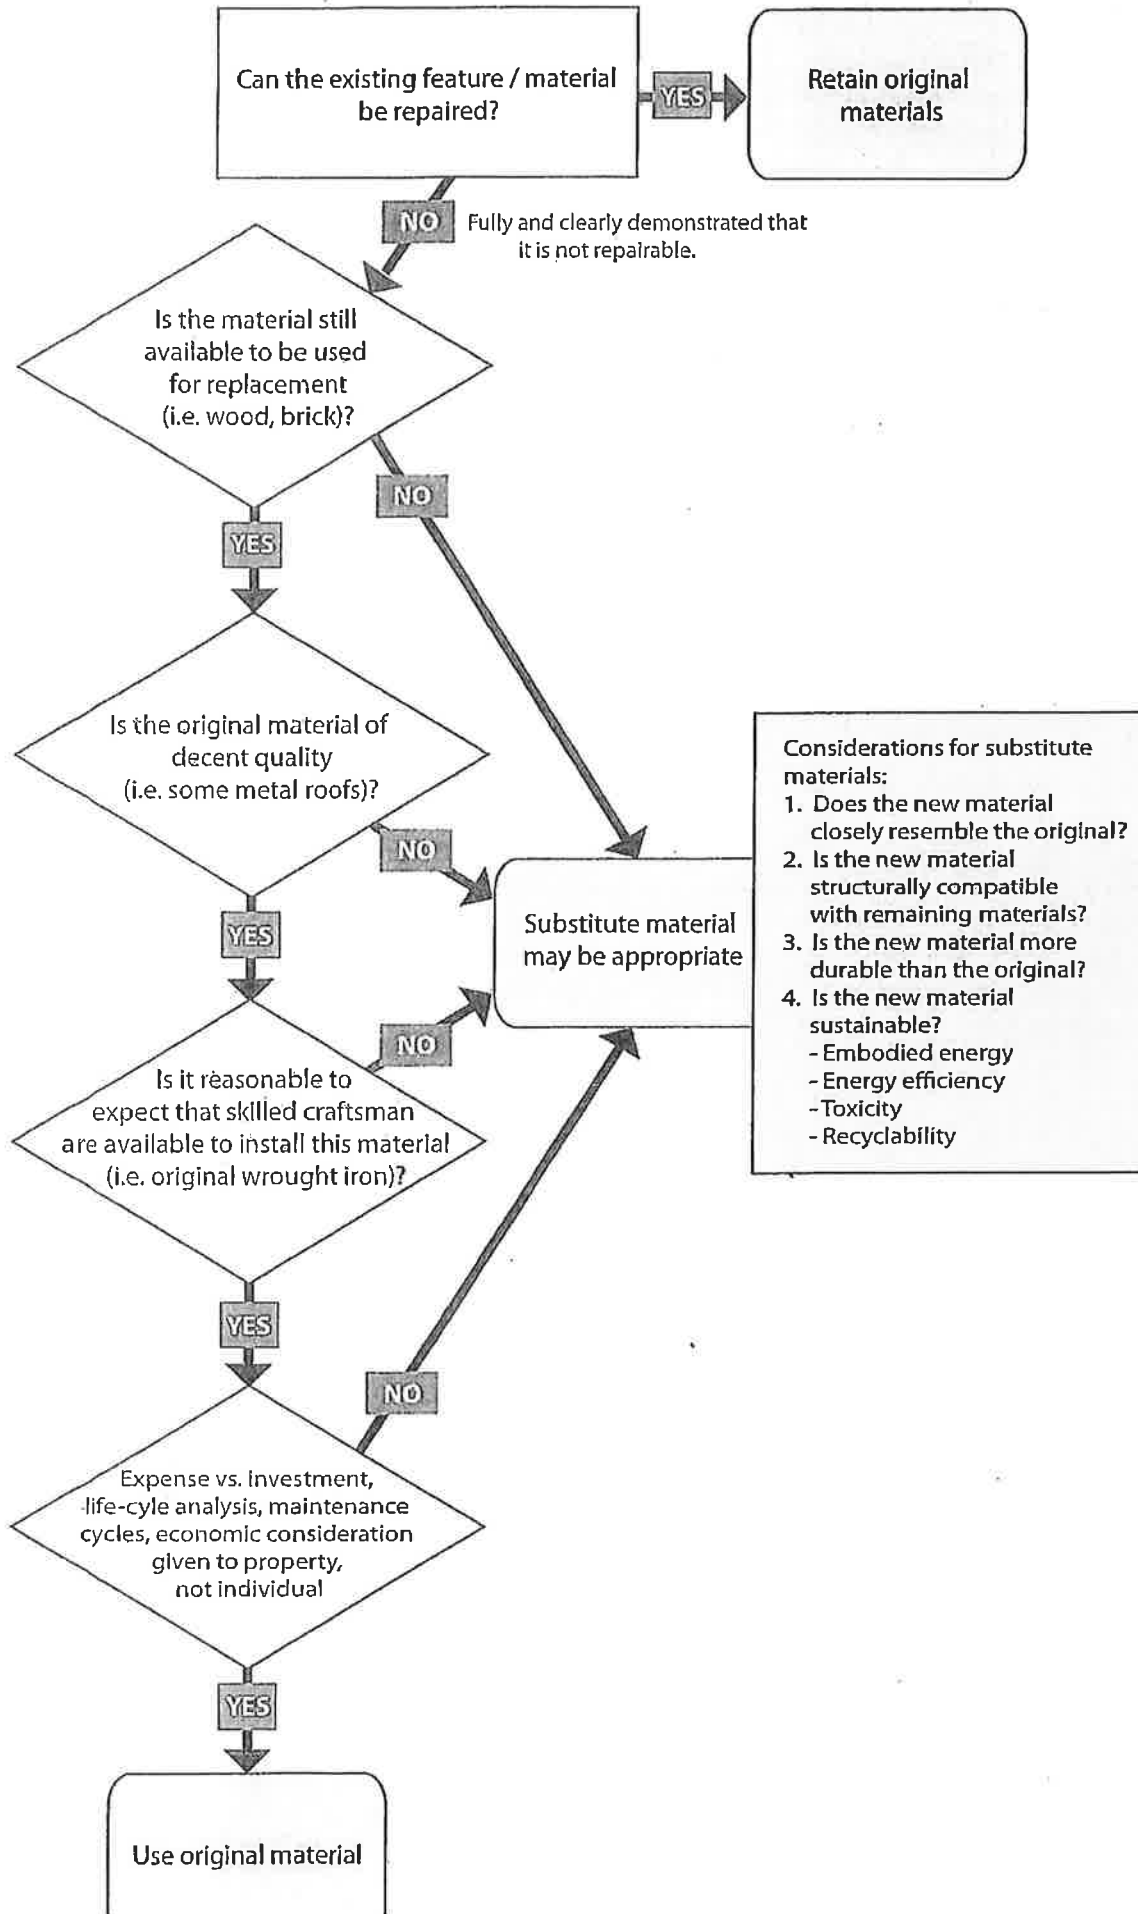 Can the existing feature / material
be repaired?
YES
Retain original
materials
NO
Fully and clearly demonstrated that
it is not repairable.
Is the material still
available to be used
for replacement
(i.e. wood, brick)?
NO
YES
Is the original material of
decent quality
(i.e. some metal roofs)?
NO
YES
Substitute material
may be appropriate
Considerations for substitute
materials:
1. Does the new material
closely resemble the original?
2. Is the new material
structurally compatible
with remaining materials?
3. Is the new material more
durable than the original?
4. Is the new material
sustainable?
- Embodied energy
- Energy efficiency
- Toxicity
- Recyclability
NO
Is it reasonable to
expect that skilled craftsman
are available to install this material
(i.e. original wrought iron)?
YES
NO
Expense vs. investment,
life-cyle analysis, maintenance
cycles, economic consideration
given to property,
not individual
YES
Use original material